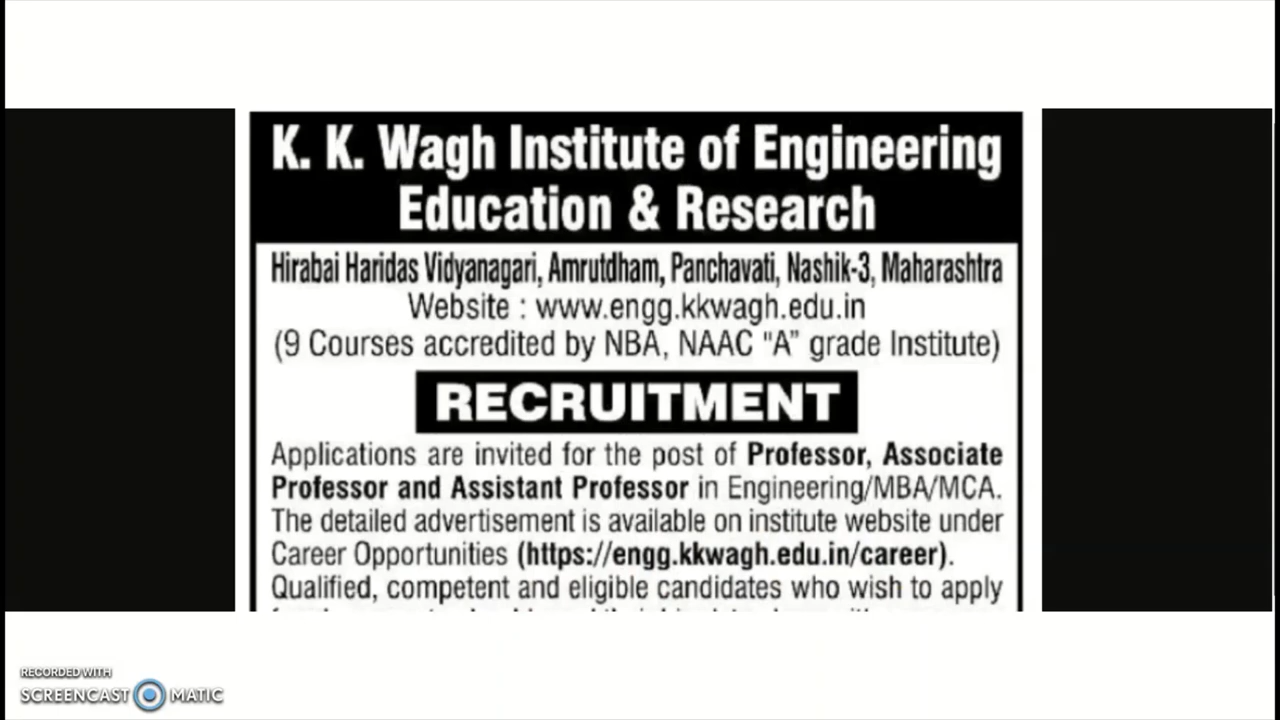 K. K. Wagh Institute of Engineering
Education & Research
Hirabai Haridas Vidyanagari, Amrutdham, Panchavati, Nashik-3, Maharashtra
Website : www.engg.kkwagh.edu.in
(9 Courses accredited by NBA, NAAC "A" grade Institute)
RECRUITMENT
Applications are invited for the post of Professor, Associate
Professor and Assistant Professor in Engineering/MBA/MCA.
The detailed advertisement is available on institute website under
Career Opportunities (https://engg.kkwagh.edu.in/career).
Qualified, competent and eligible candidates who wish to apply
RECORDED WITH
SCREENCAST MATIC